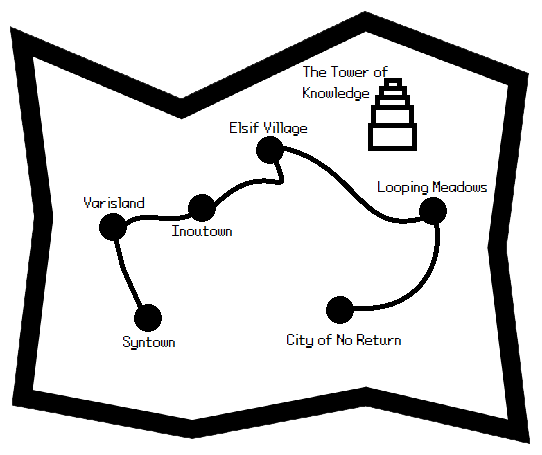 The Tower of
Knowledge
Elsif Village
Looping Meadows
Varisland
Inoutown
Syntown
City of No Return